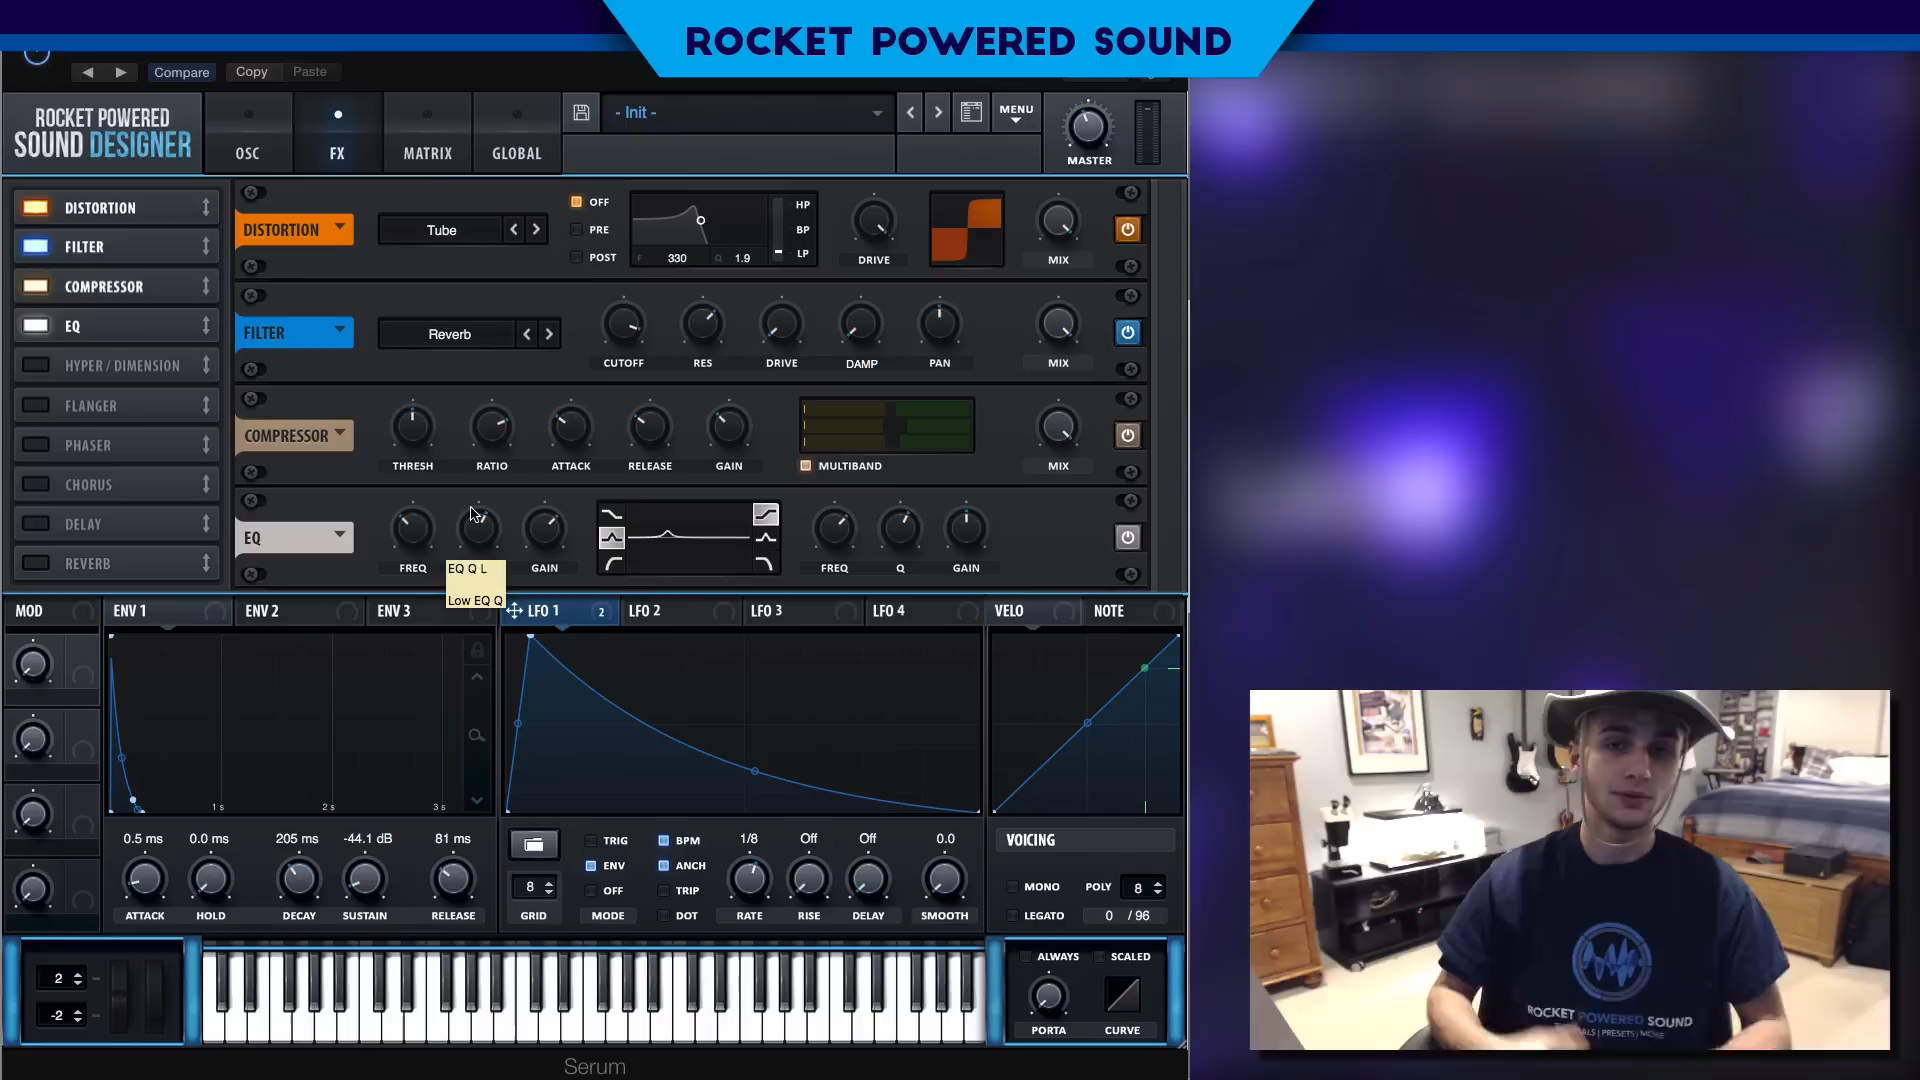 ROCKET POWERED SOUND
Compare
Copy
Paste
ROCKET POWERED
SOUND DESIGNER
OSC
FX
MATRIX
GLOBAL
- Init -
MENU
MASTER
DISTORTION
FILTER
COMPRESSOR
EQ
HYPER / DIMENSION
FLANGER
PHASER
CHORUS
DELAY
REVERB
DISTORTION
Tube
OFF
PRE
POST
F 330 Q 1.9
HP
BP
LP
DRIVE
MIX
FILTER
Reverb
CUTOFF
RES
DRIVE
DAMP
PAN
MIX
COMPRESSOR
THRESH
RATIO
ATTACK
RELEASE
GAIN
MULTIBAND
MIX
EQ
FREQ
GAIN
FREQ
Q
GAIN
EQ Q L
Low EQ Q
MOD
ENV 1
ENV 2
ENV 3
LFO 1 2
LFO 2
LFO 3
LFO 4
VELO
NOTE
1 s
2 s
3 s
0.5 ms
0.0 ms
205 ms
-44.1 dB
81 ms
ATTACK
HOLD
DECAY
SUSTAIN
RELEASE
8
GRID
TRIG
ENV
OFF
MODE
BPM
ANCH
TRIP
DOT
1/8
Off
Off
0.0
RATE
RISE
DELAY
SMOOTH
VOICING
MONO
POLY 8
LEGATO
0 / 96
2
-2
ALWAYS
SCALED
PORTA
CURVE
Serum
ROCKET POWERED SOUND